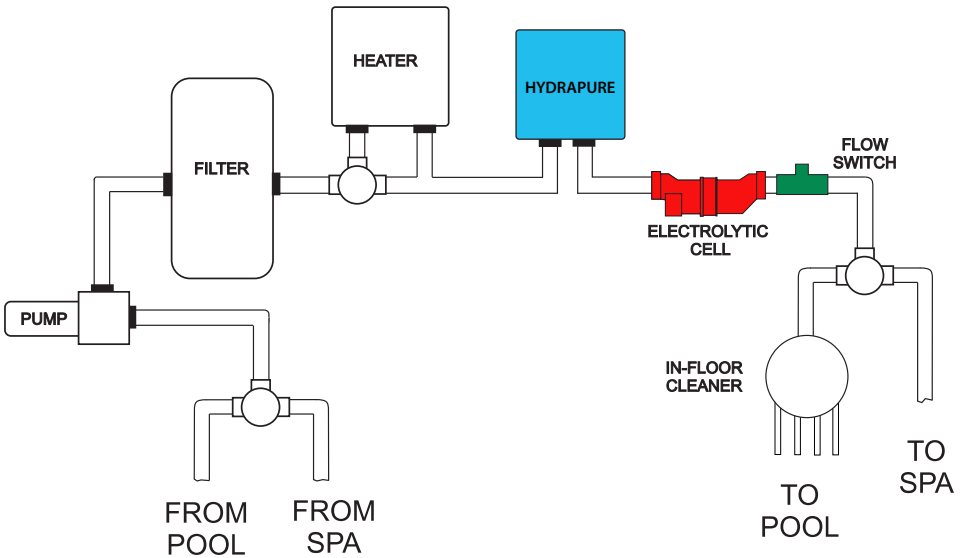 HEATER
HYDRAPURE
FLOW
SWITCH
FILTER
ELECTROLYTIC
CELL
PUMP
IN-FLOOR
CLEANER
FROM
POOL
FROM
SPA
TO
POOL
TO
SPA